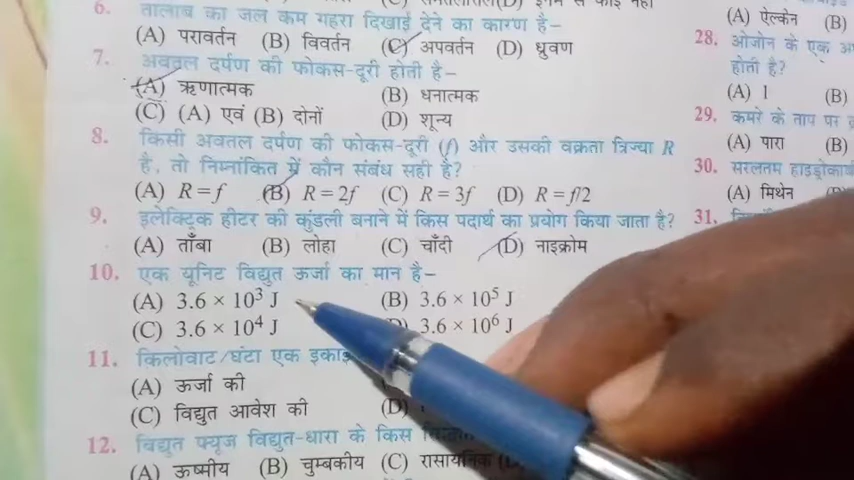 6. तालाब का जल कम गहरा दिखाई देने का कारण है–
(A) परावर्तन (B) विवर्तन (C) अपवर्तन (D) ध्रुवण
7. अवतल दर्पण की फोकस-दूरी होती है–
(A) ऋणात्मक (B) धनात्मक
(C) (A) एवं (B) दोनों (D) शून्य
8. किसी अवतल दर्पण की फोकस-दूरी (f) और उसकी वक्रता त्रिज्या R
है, तो निम्नांकित में कौन संबंध सही है?
(A) R = f (B) R = 2f (C) R = 3f (D) R = f/2
9. इलेक्ट्रिक हीटर की कुंडली बनाने में किस पदार्थ का प्रयोग किया जाता है?
(A) ताँबा (B) लोहा (C) चाँदी (D) नाइक्रोम
10. एक यूनिट विद्युत ऊर्जा का मान है–
(A) 3.6 × 10³ J (B) 3.6 × 10⁵ J
(C) 3.6 × 10⁴ J (D) 3.6 × 10⁶ J
11. किलोवाट/घंटा एक इकाई
(A) ऊर्जा की
(C) विद्युत आवेश की (D)
12. विद्युत फ्यूज विद्युत-धारा के किस
(A) ऊष्मीय (B) चुम्बकीय (C) रासायनिक
(A) ऐल्केन (B)
28. ओजोन के एक
होती है?
(A) 1 (B)
29. कमरे के ताप पर
(A) पारा (B)
30. सरलतम हाइड्रोकार्बन
(A) मिथेन
31.